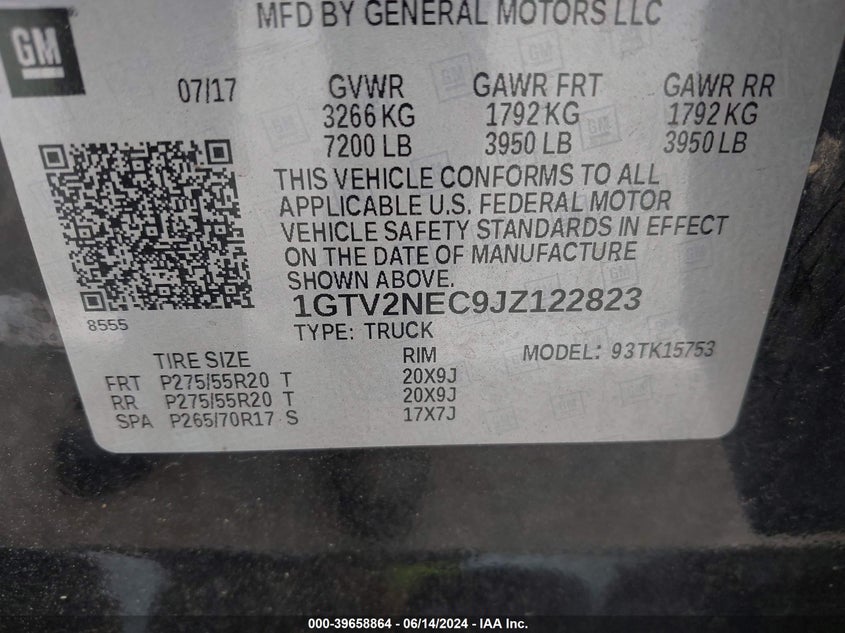 MFD BY GENERAL MOTORS LLC
GM
07/17 GVWR GAWR FRT GAWR RR
3266 KG 1792 KG 1792 KG
7200 LB 3950 LB 3950 LB
THIS VEHICLE CONFORMS TO ALL
APPLICABLE U.S. FEDERAL MOTOR
VEHICLE SAFETY STANDARDS IN EFFECT
ON THE DATE OF MANUFACTURE
SHOWN ABOVE.
1GTV2NEC9JZ122823
8555
TYPE: TRUCK
TIRE SIZE RIM MODEL: 93TK15753
FRT P275/55R20 T 20X9J
RR P275/55R20 T 20X9J
SPA P265/70R17 S 17X7J
000-39658864 / 06/14/2024 - IAA Inc.